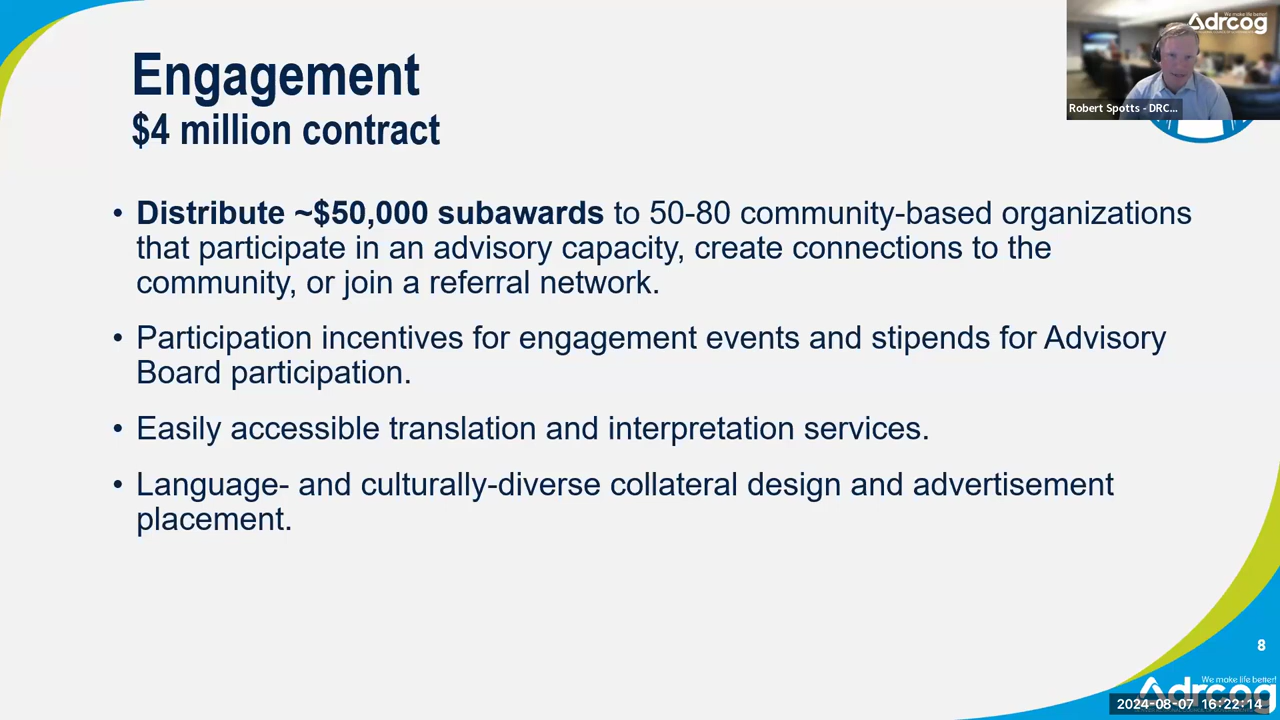 We make life better!
drcog
Robert Spotts - DRC...
Engagement
$4 million contract
• Distribute ~$50,000 subawards to 50-80 community-based organizations
that participate in an advisory capacity, create connections to the
community, or join a referral network.
• Participation incentives for engagement events and stipends for Advisory
Board participation.
• Easily accessible translation and interpretation services.
• Language- and culturally-diverse collateral design and advertisement
placement.
8
We make life better!
drcog
2024-08-07 16:22:14